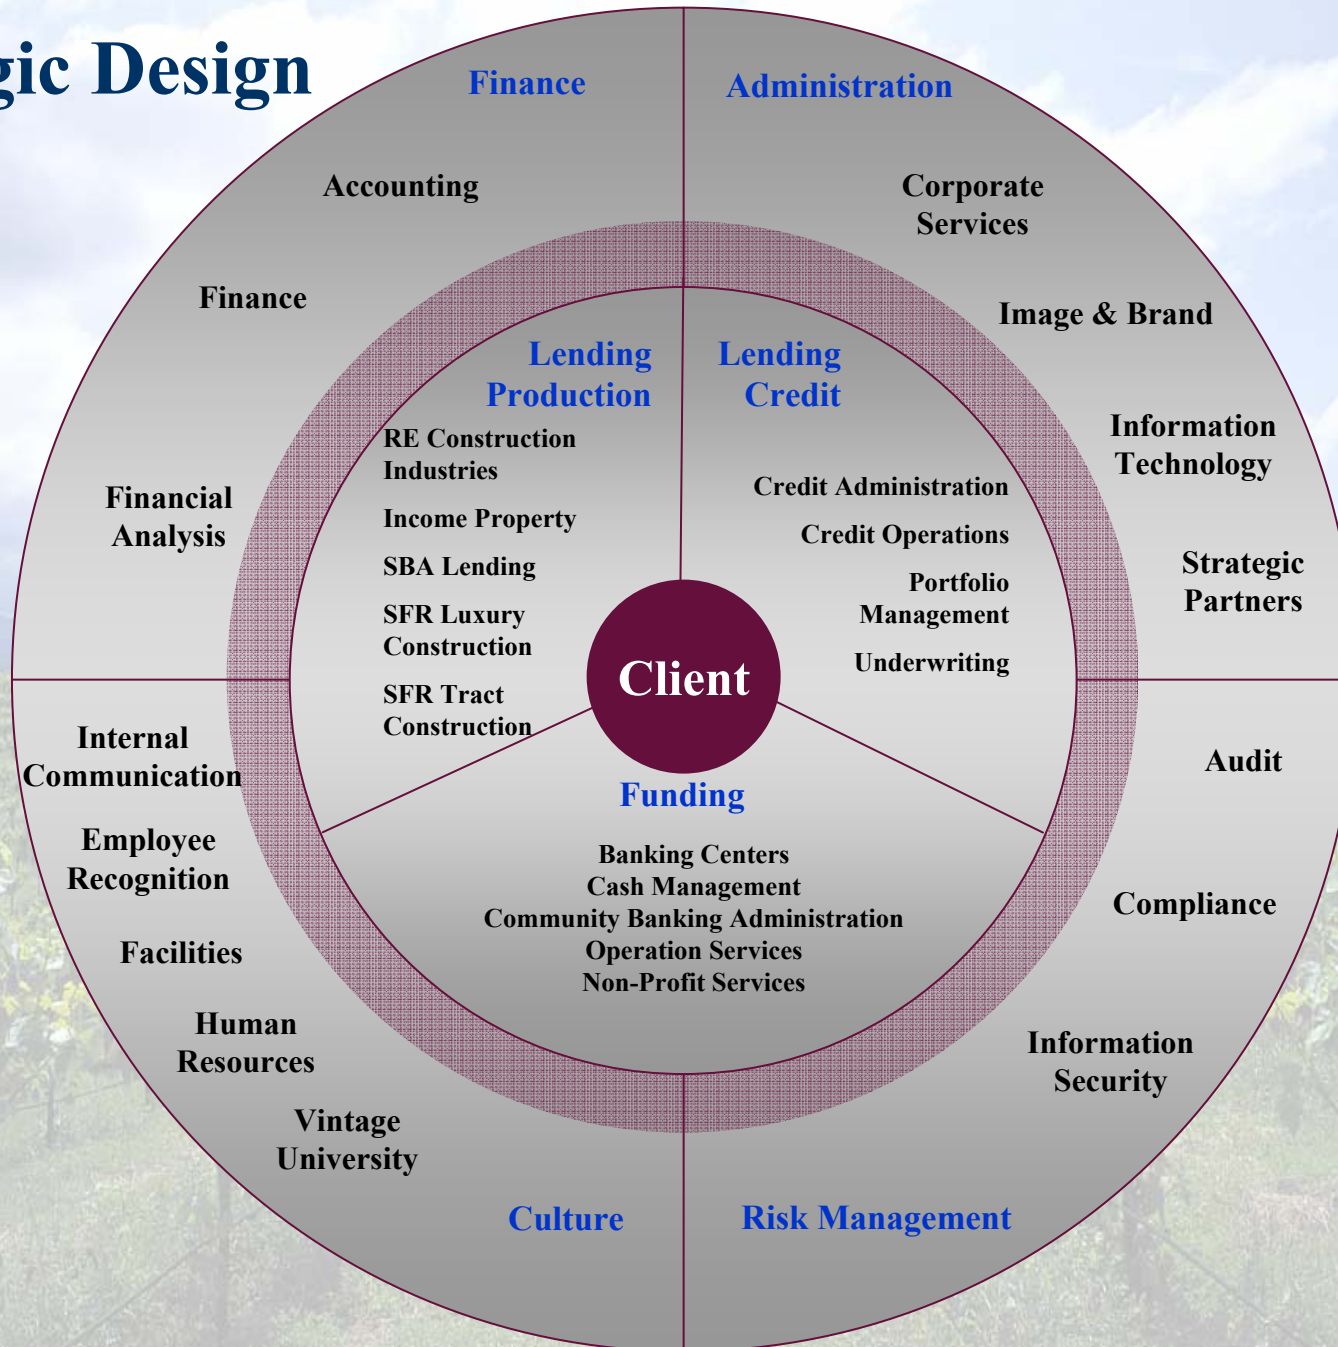 gic Design
Finance
Accounting
Finance
Financial
Analysis
Administration
Corporate
Services
Image & Brand
Information
Technology
Strategic
Partners
Lending
Production
RE Construction
Industries
Income Property
SBA Lending
SFR Luxury
Construction
SFR Tract
Construction
Lending
Credit
Credit Administration
Credit Operations
Portfolio
Management
Underwriting
Client
Funding
Banking Centers
Cash Management
Community Banking Administration
Operation Services
Non-Profit Services
Internal
Communication
Employee
Recognition
Facilities
Human
Resources
Vintage
University
Culture
Audit
Compliance
Information
Security
Risk Management